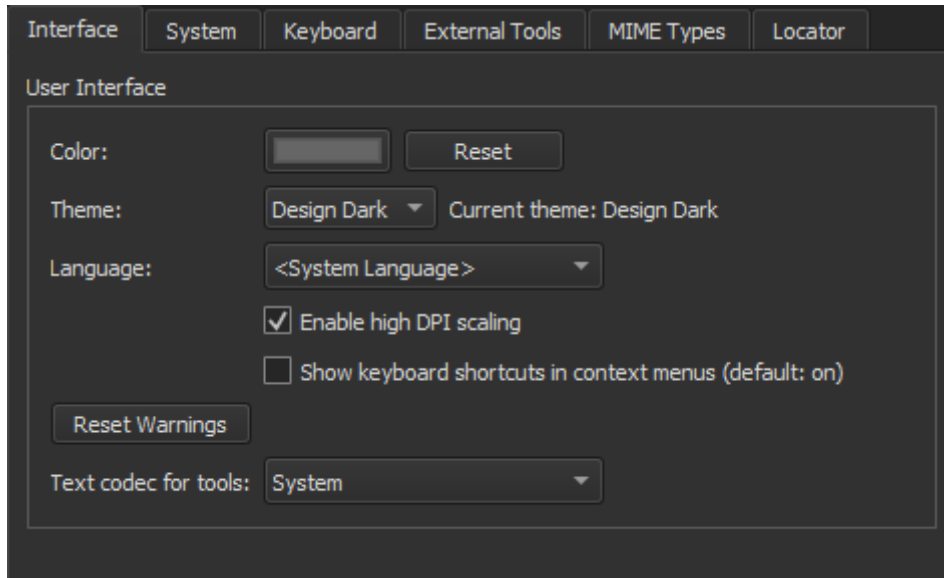 Interface System Keyboard External Tools MIME Types Locator
User Interface
Color: Reset
Theme: Design Dark Current theme: Design Dark
Language: <System Language>
Enable high DPI scaling
Show keyboard shortcuts in context menus (default: on)
Reset Warnings
Text codec for tools: System